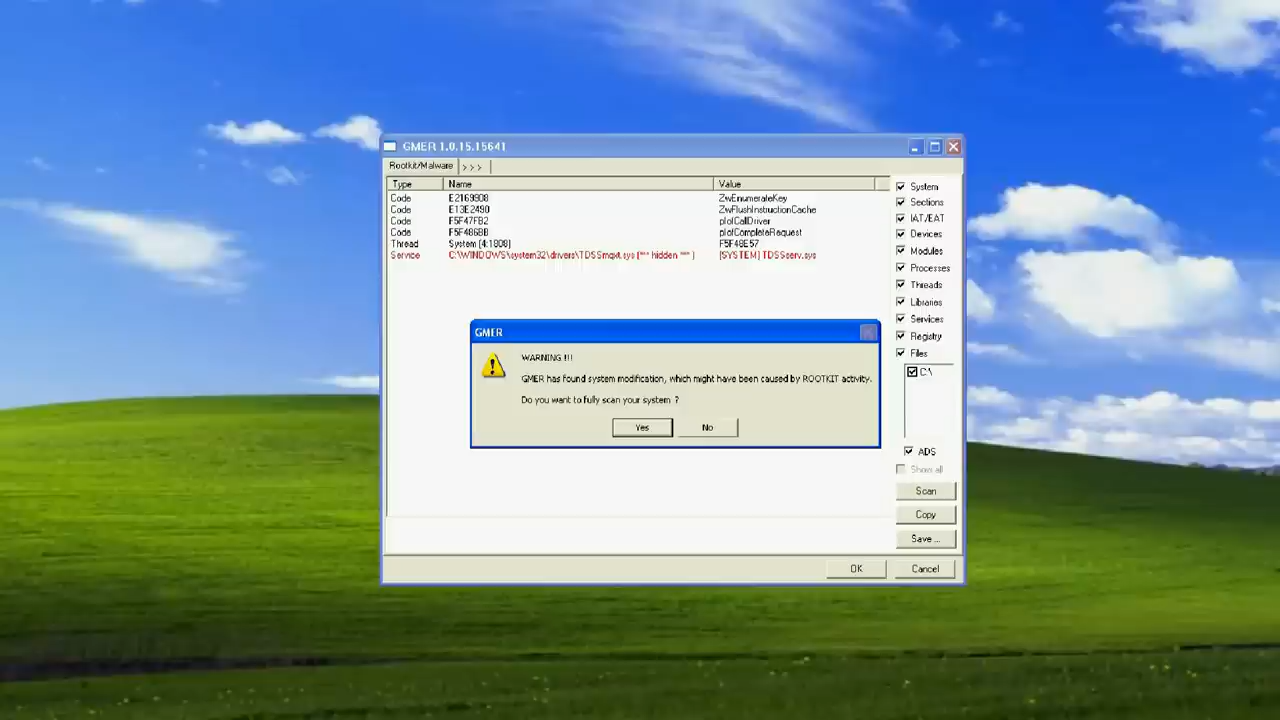 GMER 1.0.15.15641
Rootkit/Malware > > >
Type Name Value
Code E2169908 ZwEnumerateKey
Code E13E2490 ZwFlushInstructionCache
Code F5F47FB2 pIofCallDriver
Code F5F486BB pIofCompleteRequest
Thread System [4:1808] F5F48E57
Service C:\WINDOWS\system32\drivers\TDSSmqxt.sys (*** hidden *** ) [SYSTEM] TDSSserv.sys
System
Sections
IAT/EAT
Devices
Modules
Processes
Threads
Libraries
Services
Registry
Files
C:\
ADS
Show all
Scan
Copy
Save ...
OK Cancel
GMER
WARNING !!!
GMER has found system modification, which might have been caused by ROOTKIT activity.
Do you want to fully scan your system ?
Yes No